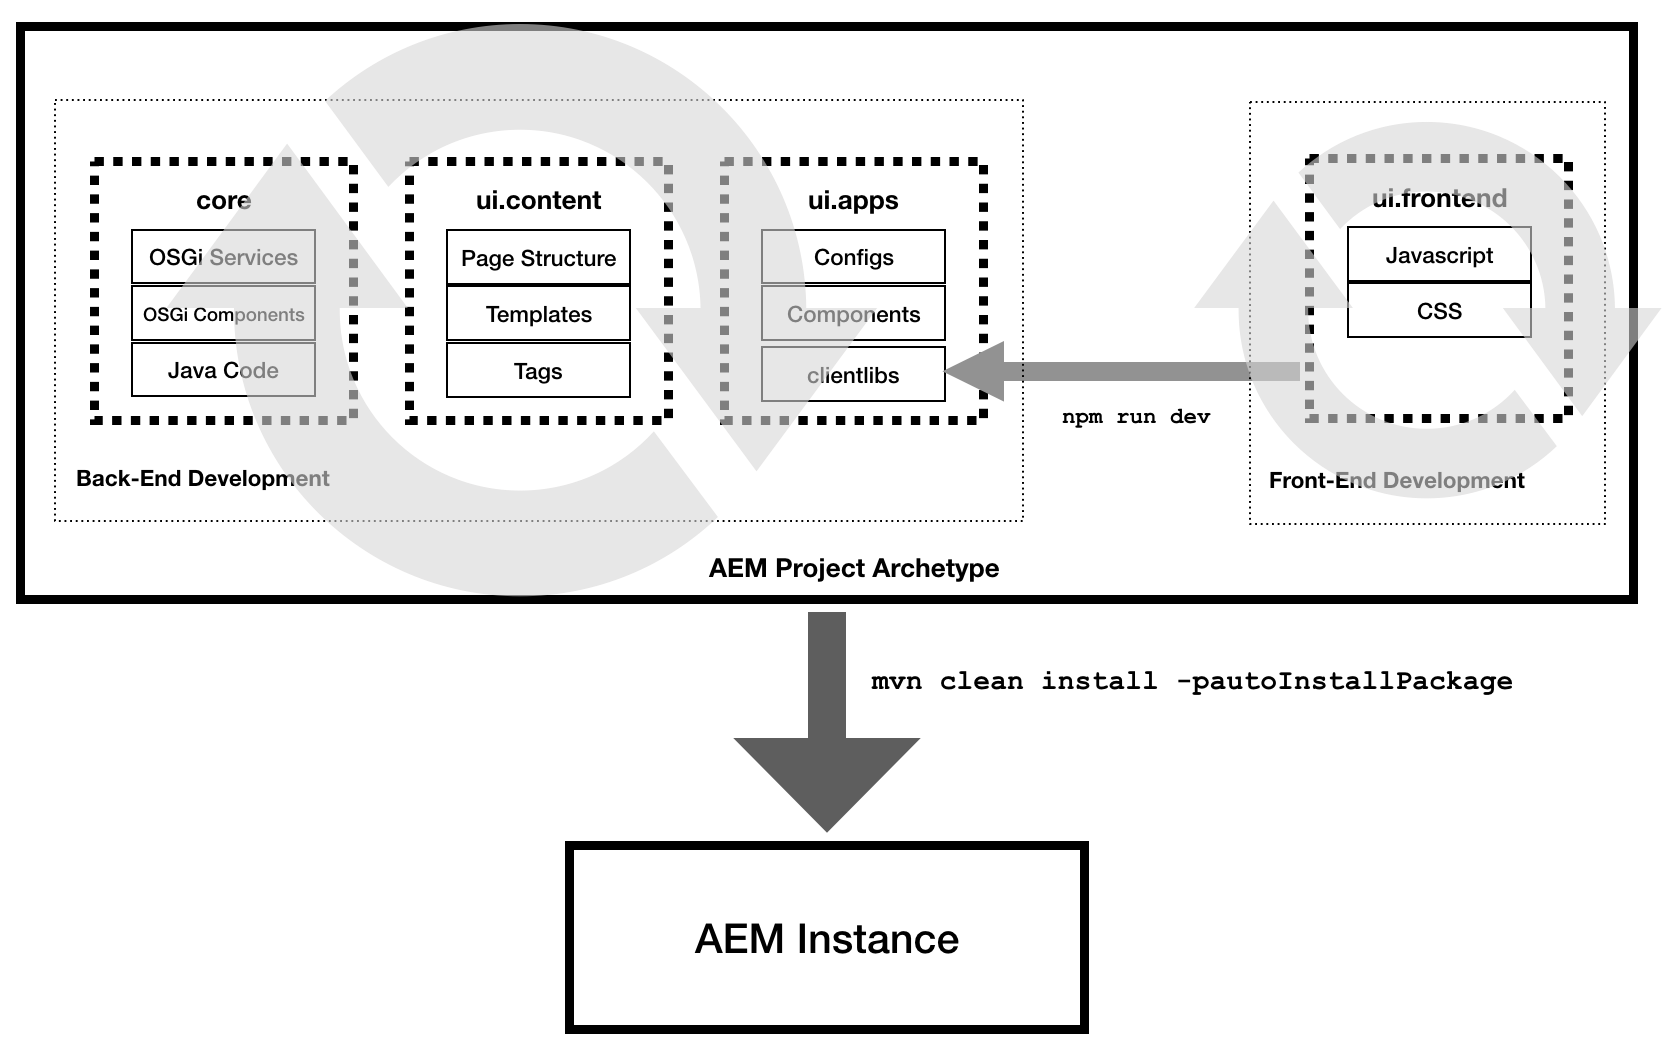 core
OSGi Services
OSGi Components
Java Code
ui.content
Page Structure
Templates
Tags
ui.apps
Configs
Components
clientlibs
Back-End Development
npm run dev
ui.frontend
Javascript
CSS
Front-End Development
AEM Project Archetype
mvn clean install -pautoInstallPackage
AEM Instance